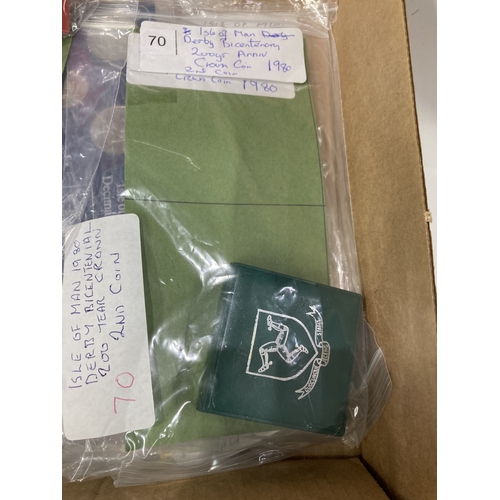 70
Isle of Man
Derby Bicentenary
200yr Anniv
Crown Coin 1980
2nd Coin
Crown Coin 1980
ISLE OF MAN 1980
DERBY BICENTENIAL
200 YEAR CROWN
2ND COIN
70